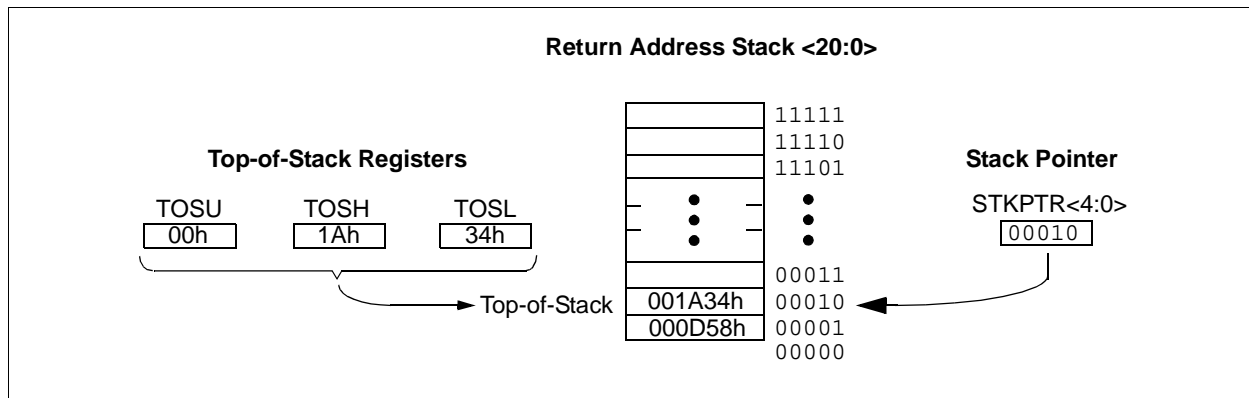 Return Address Stack <20:0>
11111
11110
11101
Top-of-Stack Registers
Stack Pointer
TOSU TOSH TOSL
00h 1Ah 34h
STKPTR<4:0>
00010
00011
Top-of-Stack 001A34h 00010
000D58h 00001
00000